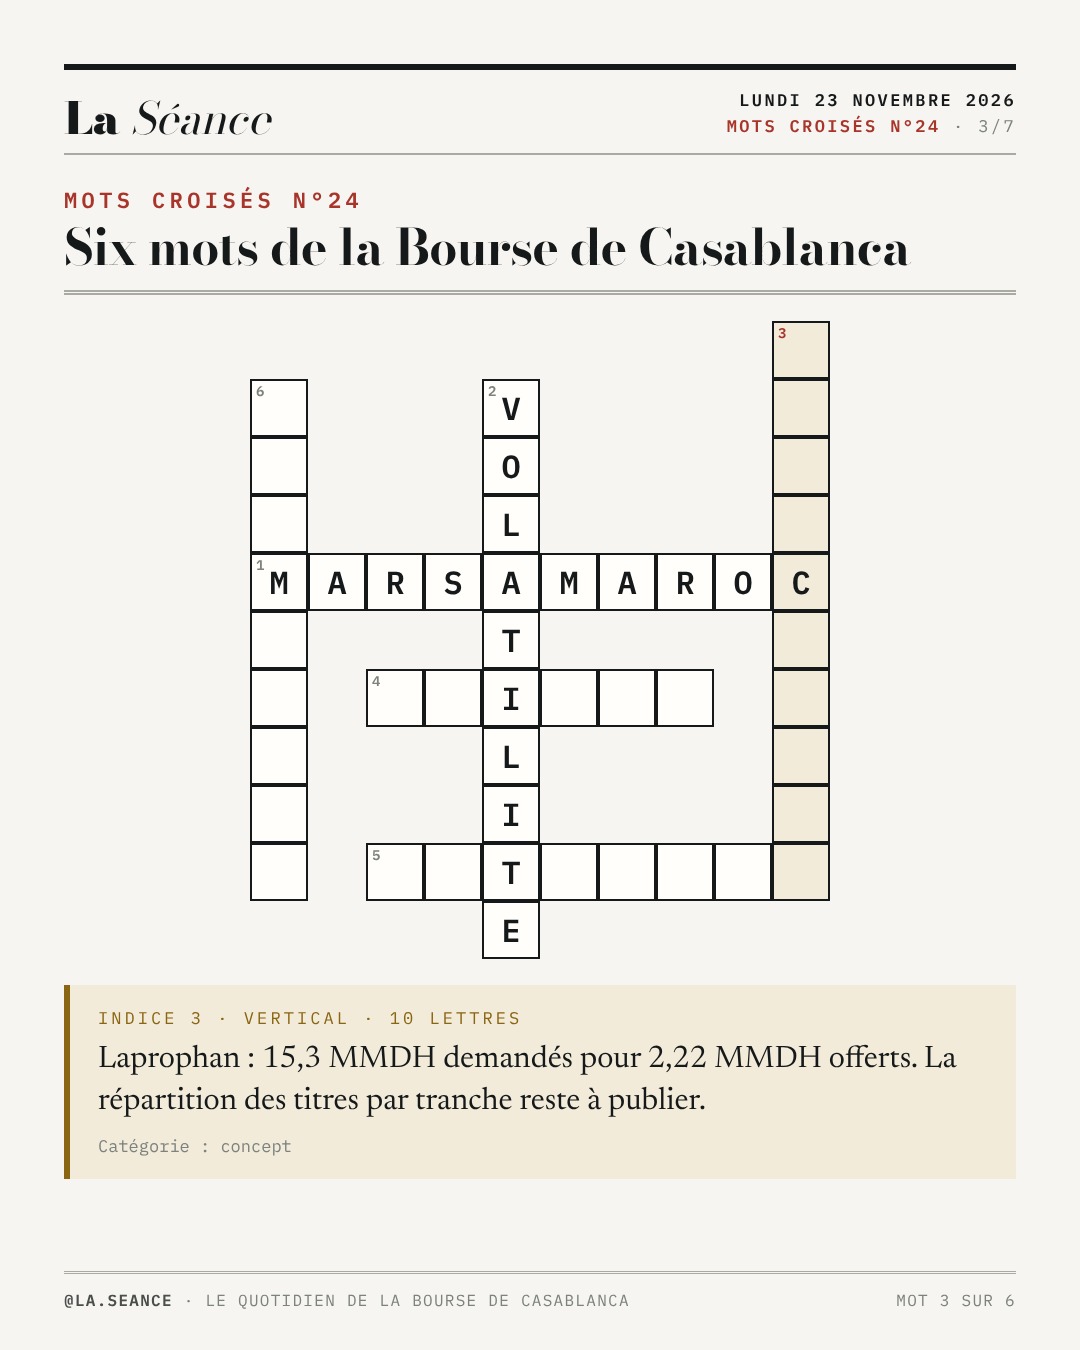 La Séance
LUNDI 23 NOVEMBRE 2026
MOTS CROISÉS N°24 · 3/7
MOTS CROISÉS N°24
Six mots de la Bourse de Casablanca
3
6
2 V
O
L
1 M A R S A M A R O C
T
4 I
L
I
5 T
E
INDICE 3 · VERTICAL · 10 LETTRES
Laprophan : 15,3 MMDH demandés pour 2,22 MMDH offerts. La
répartition des titres par tranche reste à publier.
Catégorie : concept
@LA.SEANCE · LE QUOTIDIEN DE LA BOURSE DE CASABLANCA
MOT 3 SUR 6